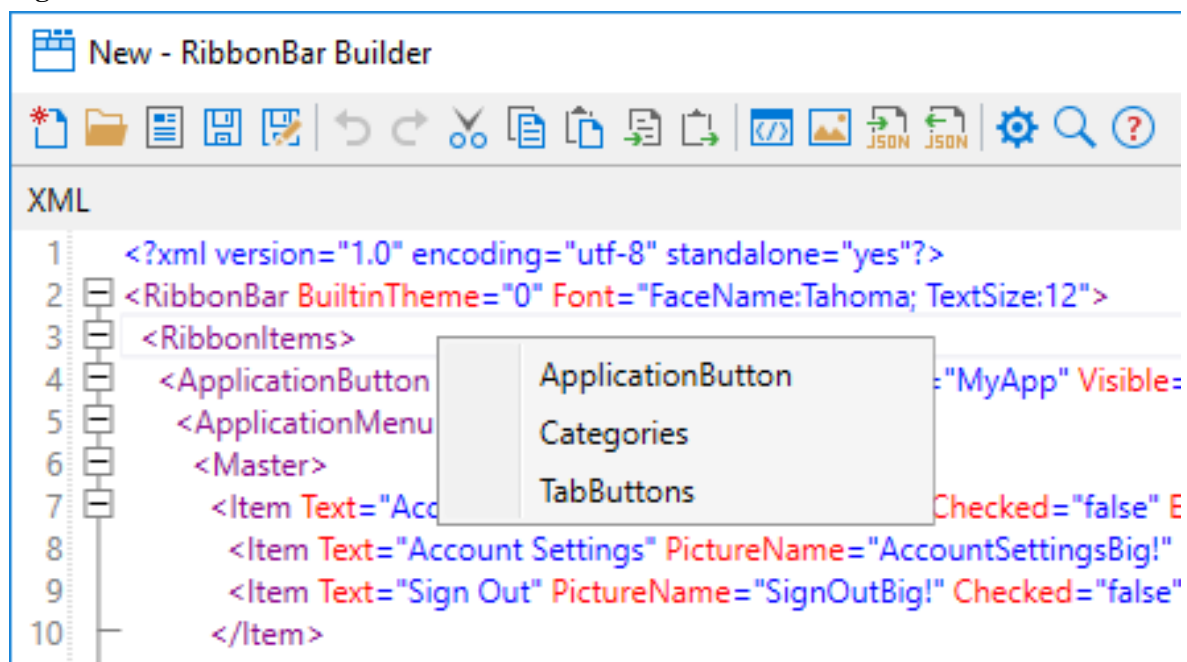 New - RibbonBar Builder
JSON JSON
XML
1 <?xml version="1.0" encoding="utf-8" standalone="yes"?>
2 <RibbonBar BuiltinTheme="0" Font="FaceName:Tahoma; TextSize:12">
3 <RibbonItems>
4 <ApplicationButton ="MyApp" Visible=
ApplicationButton
5 <ApplicationMenu
Categories
6 <Master>
TabButtons
7 <Item Text="Acc Checked="false" E
8 <Item Text="Account Settings" PictureName="AccountSettingsBig!"
9 <Item Text="Sign Out" PictureName="SignOutBig!" Checked="false"
10 </Item>